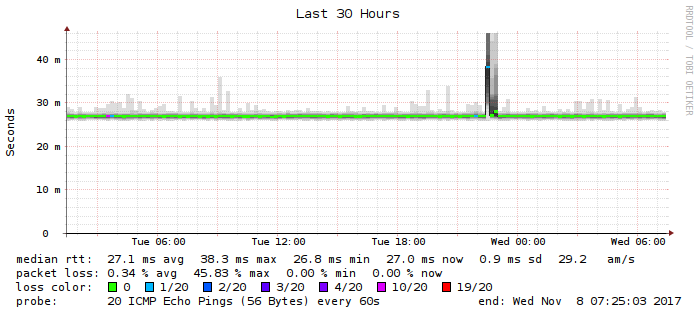 Last 30 Hours
RRDTOOL / TOBI OETIKER
Seconds
40 m
30 m
20 m
10 m
0
Tue 06:00 Tue 12:00 Tue 18:00 Wed 00:00 Wed 06:00
median rtt: 27.1 ms avg 38.3 ms max 26.8 ms min 27.0 ms now 0.9 ms sd 29.2 am/s
packet loss: 0.34 % avg 45.83 % max 0.00 % min 0.00 % now
loss color: 0 1/20 2/20 3/20 4/20 10/20 19/20
probe: 20 ICMP Echo Pings (56 Bytes) every 60s end: Wed Nov 8 07:25:03 2017